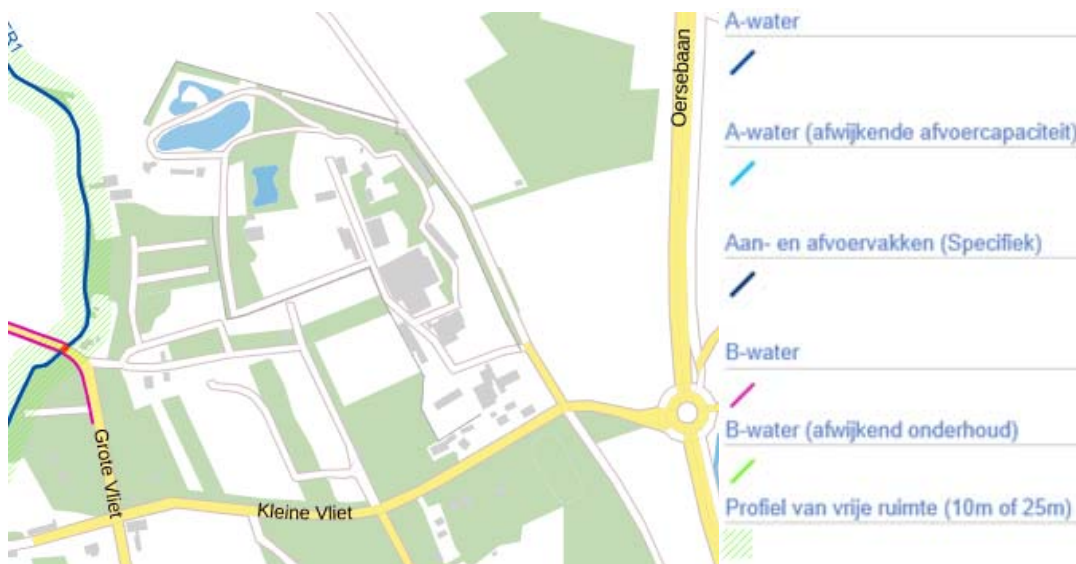 R1
Oersebaan
Grote Vliet
Kleine Vliet
A-water
A-water (afwijkende afvoercapaciteit)
Aan- en afvoervakken (Specifiek)
B-water
B-water (afwijkend onderhoud)
Profiel van vrije ruimte (10m of 25m)